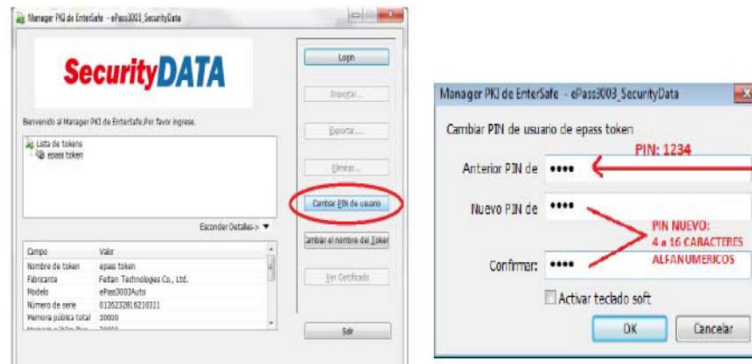 Manager PKI de EnterSafe - ePass3003_SecurityData
SecurityDATA
Bienvenido al Manager PKI de EnterSafe.Por favor ingrese.
Lista de tokens
epass token
Esconder Detalles-> ▼
Campo Valor
Nombre de token epass token
Fabricante Feitian Technologies Co., Ltd.
Modelo ePass3003Auto
Número de serie
Memoria pública total 30000
Login
Importar...
Exportar...
Eliminar...
Cambiar PIN de usuario
Cambiar el nombre del Token
Ver Certificado
Salir
Manager PKI de EnterSafe - ePass3003_SecurityData
Cambiar PIN de usuario de epass token
PIN: 1234
Anterior PIN de ••••
Nuevo PIN de ••••
PIN NUEVO:
4 a 16 CARACTERES
ALFANUMERICOS
Confirmar: ••••
Activar teclado soft
OK Cancelar